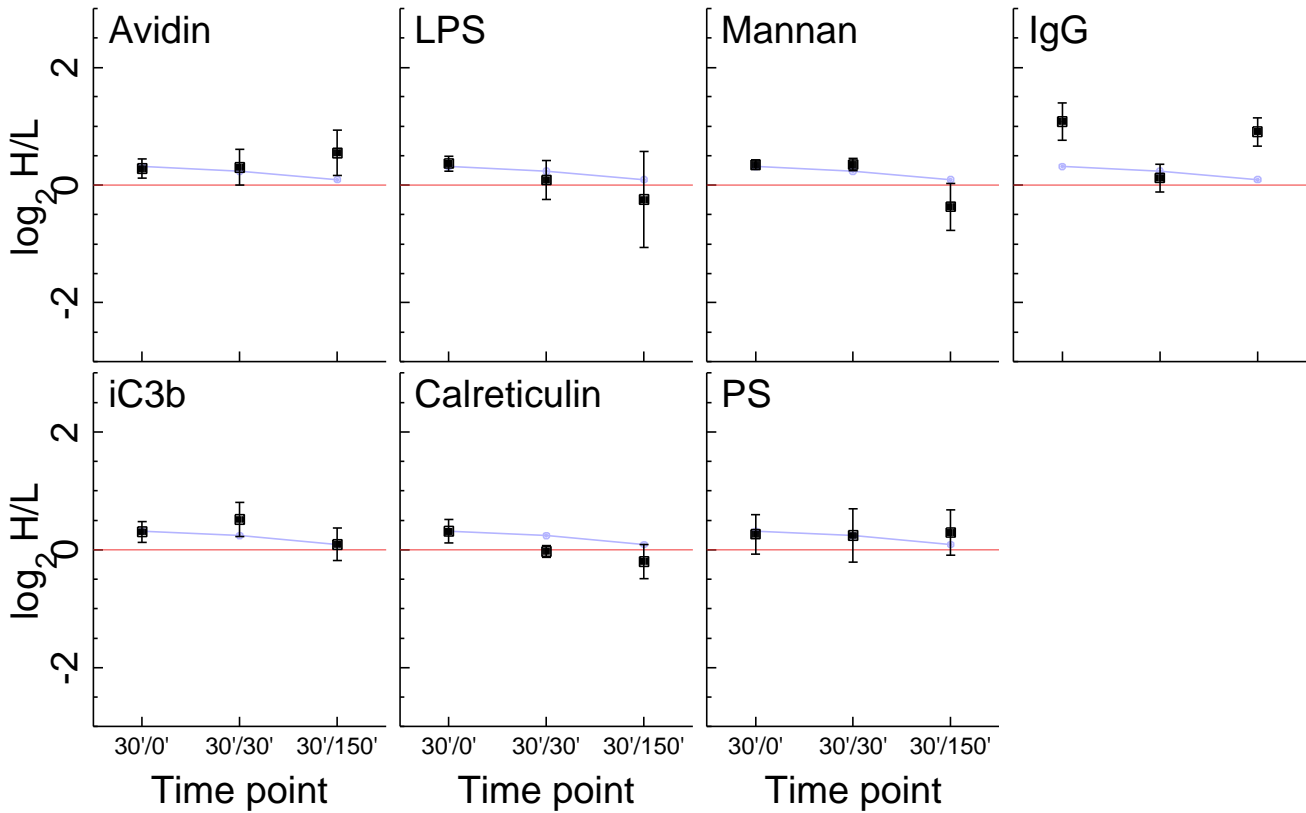 Avidin LPS Mannan IgG
2
0
-2
log2 H/L
iC3b Calreticulin PS
2
0
-2
log2 H/L
30'/0' 30'/30' 30'/150' 30'/0' 30'/30' 30'/150' 30'/0' 30'/30' 30'/150'
Time point Time point Time point